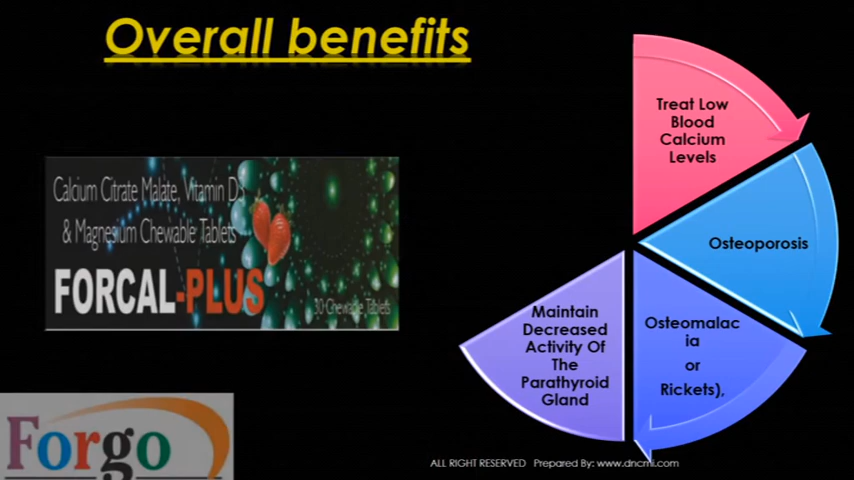 Overall benefits
Calcium Citrate Malate, Vitamin D3
& Magnesium Chewable Tablets
FORCAL-PLUS
30 Chewable Tablets
Forgo
Treat Low
Blood
Calcium
Levels
Osteoporosis
Osteomalac
ia
or
Rickets),
Maintain
Decreased
Activity Of
The
Parathyroid
Gland
ALL RIGHT RESERVED Prepared By: www.dncmi.com